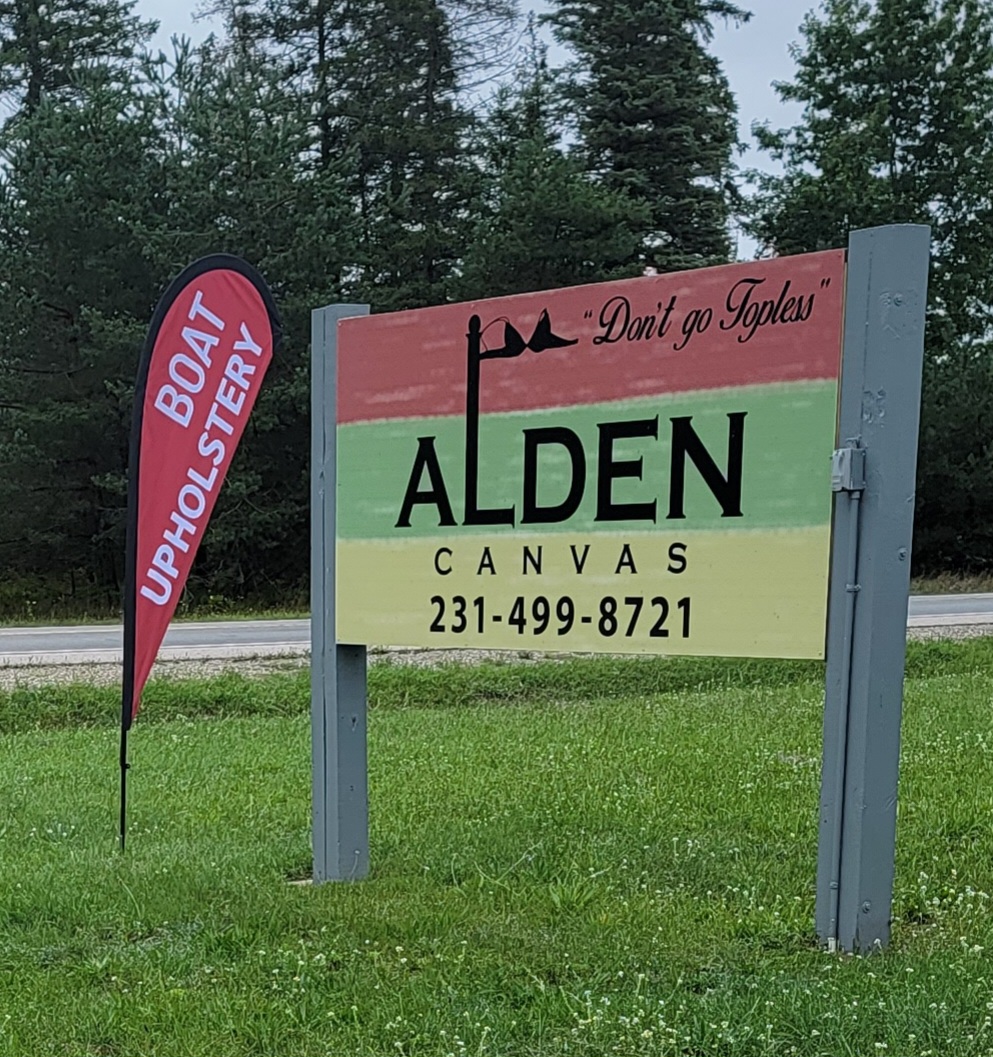 BOAT
UPHOLSTERY
"Don't go Topless"
ALDEN
CANVAS
231-499-8721